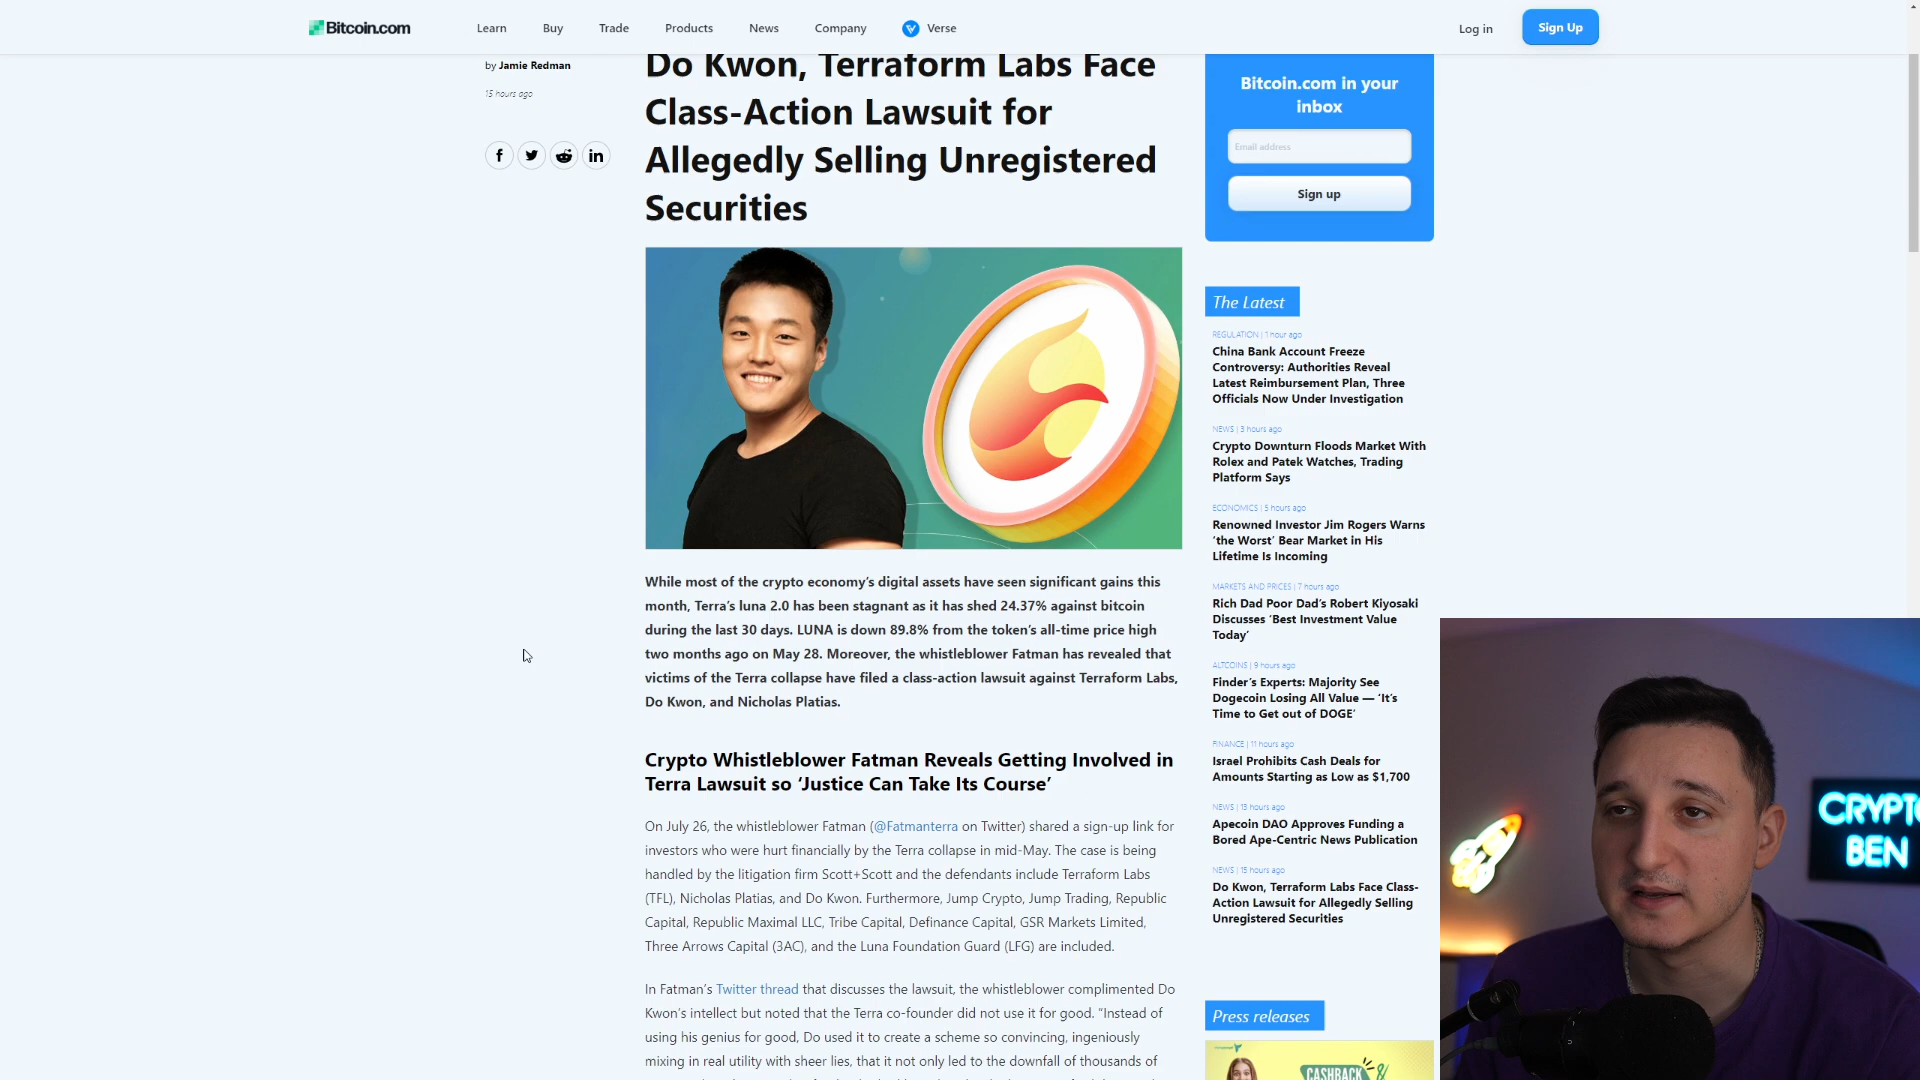 Bitcoin.com
Learn
Buy
Trade
Products
News
Company
Verse
Log in
Sign Up
by Jamie Redman
15 hours ago
Do Kwon, Terraform Labs Face
Class-Action Lawsuit for
Allegedly Selling Unregistered
Securities
While most of the crypto economy’s digital assets have seen significant gains this
month, Terra’s luna 2.0 has been stagnant as it has shed 24.37% against bitcoin
during the last 30 days. LUNA is down 89.8% from the token’s all-time price high
two months ago on May 28. Moreover, the whistleblower Fatman has revealed that
victims of the Terra collapse have filed a class-action lawsuit against Terraform Labs,
Do Kwon, and Nicholas Platias.
Crypto Whistleblower Fatman Reveals Getting Involved in
Terra Lawsuit so ‘Justice Can Take Its Course’
On July 26, the whistleblower Fatman (@Fatmanterra on Twitter) shared a sign-up link for
investors who were hurt financially by the Terra collapse in mid-May. The case is being
handled by the litigation firm Scott+Scott and the defendants include Terraform Labs
(TFL), Nicholas Platias, and Do Kwon. Furthermore, Jump Crypto, Jump Trading, Republic
Capital, Republic Maximal LLC, Tribe Capital, Definance Capital, GSR Markets Limited,
Three Arrows Capital (3AC), and the Luna Foundation Guard (LFG) are included.
In Fatman’s Twitter thread that discusses the lawsuit, the whistleblower complimented Do
Kwon’s intellect but noted that the Terra co-founder did not use it for good. “Instead of
using his genius for good, Do used it to create a scheme so convincing, ingeniously
mixing in real utility with sheer lies, that it not only led to the downfall of thousands of
Bitcoin.com in your
inbox
Email address
Sign up
The Latest
REGULATION | 1 hour ago
China Bank Account Freeze
Controversy: Authorities Reveal
Latest Reimbursement Plan, Three
Officials Now Under Investigation
NEWS | 3 hours ago
Crypto Downturn Floods Market With
Rolex and Patek Watches, Trading
Platform Says
ECONOMICS | 5 hours ago
Renowned Investor Jim Rogers Warns
‘the Worst’ Bear Market in His
Lifetime Is Incoming
MARKETS AND PRICES | 7 hours ago
Rich Dad Poor Dad’s Robert Kiyosaki
Discusses ‘Best Investment Value
Today’
ALTCOINS | 9 hours ago
Finder’s Experts: Majority See
Dogecoin Losing All Value — ‘It’s
Time to Get out of DOGE’
FINANCE | 11 hours ago
Israel Prohibits Cash Deals for
Amounts Starting as Low as $1,700
NEWS | 13 hours ago
Apecoin DAO Approves Funding a
Bored Ape-Centric News Publication
NEWS | 15 hours ago
Do Kwon, Terraform Labs Face Class-
Action Lawsuit for Allegedly Selling
Unregistered Securities
Press releases
CASHBACK &
CRYPTO
BEN